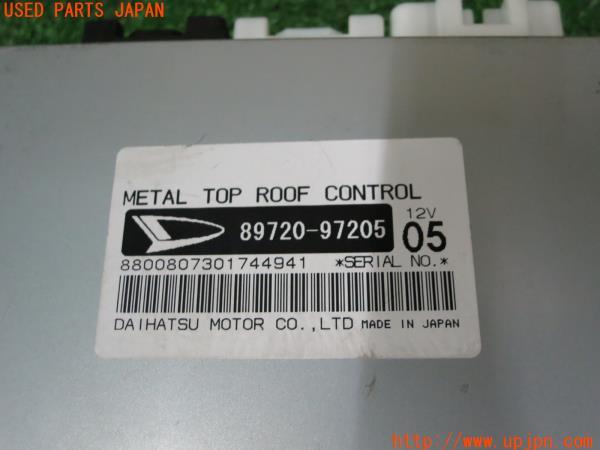 USED PARTS JAPAN
METAL TOP ROOF CONTROL
89720-97205
12V
05
8800807301744941 *SERIAL NO.*
DAIHATSU MOTOR CO.,LTD MADE IN JAPAN
http://www.upjpn.com